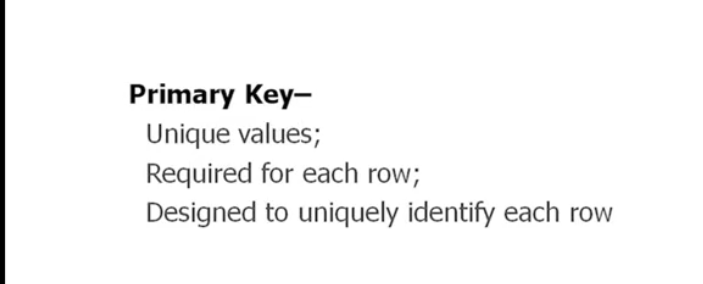 Primary Key–
Unique values;
Required for each row;
Designed to uniquely identify each row